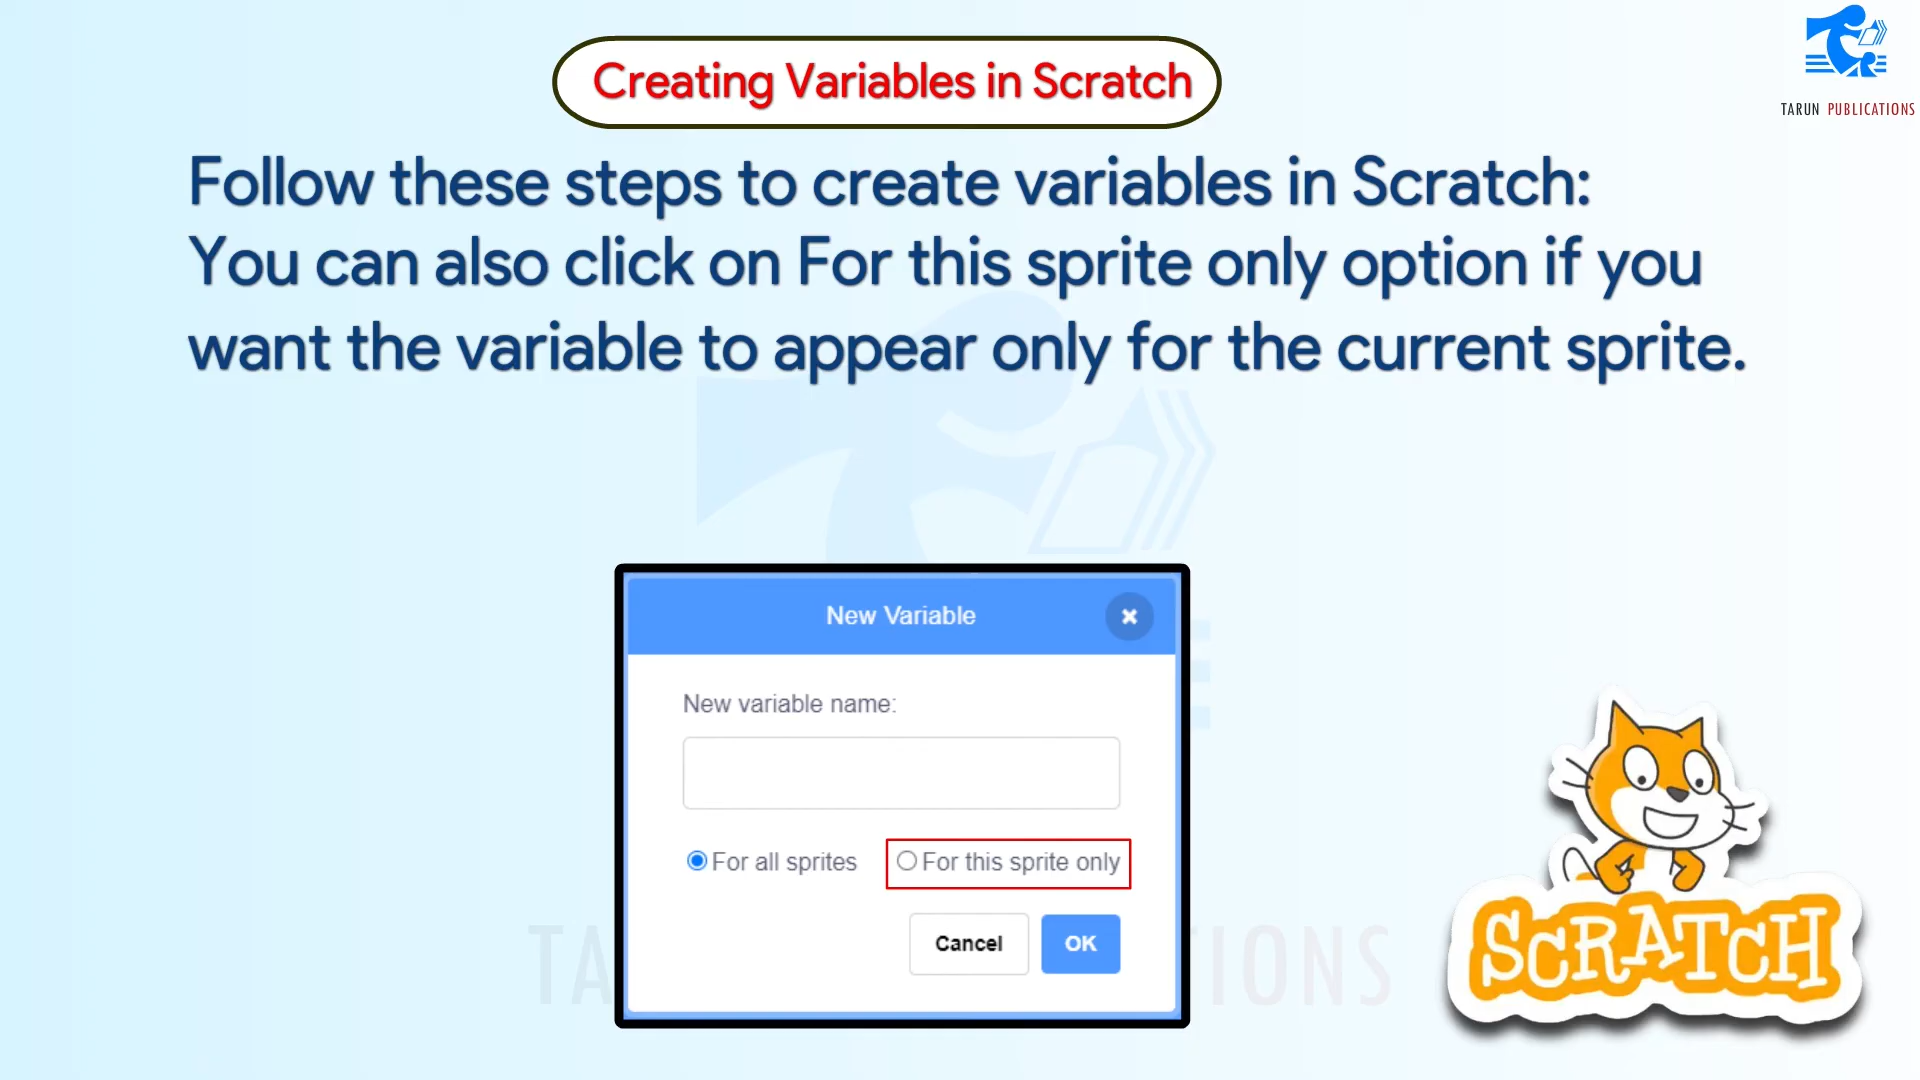 Creating Variables in Scratch
TARUN PUBLICATIONS
Follow these steps to create variables in Scratch:
You can also click on For this sprite only option if you
want the variable to appear only for the current sprite.
New Variable
New variable name:
For all sprites
For this sprite only
Cancel
OK
SCRATCH
TA
IONS